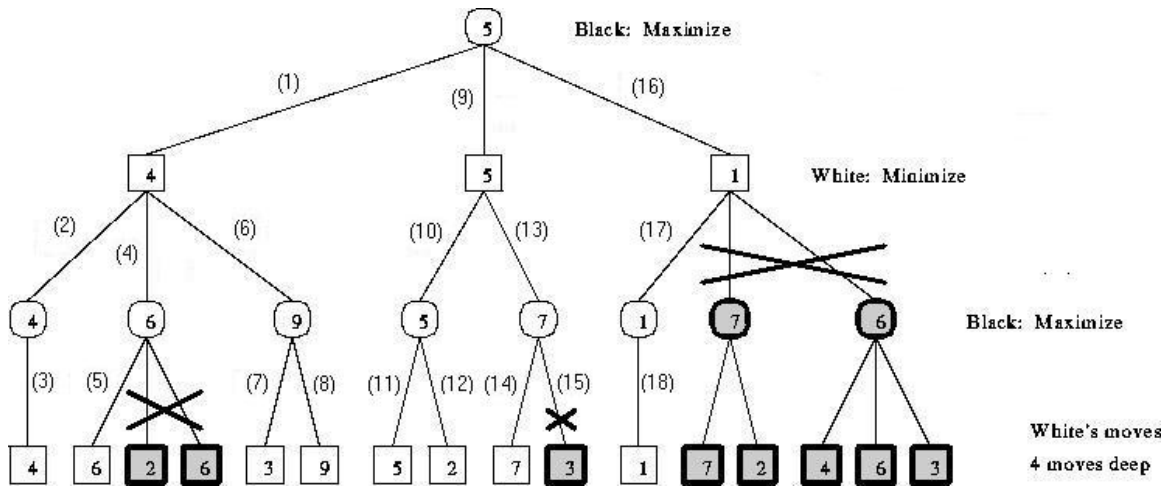 5 Black: Maximize
(1) (9) (16)
4 5 1 White: Minimize
(2) (4) (6) (10) (13) (17)
4 6 9 5 7 1 7 6 Black: Maximize
(3) (5) (7) (8) (11) (12) (14) (15) (18)
White's moves
4 6 2 6 3 9 5 2 7 3 1 7 2 4 6 3 4 moves deep